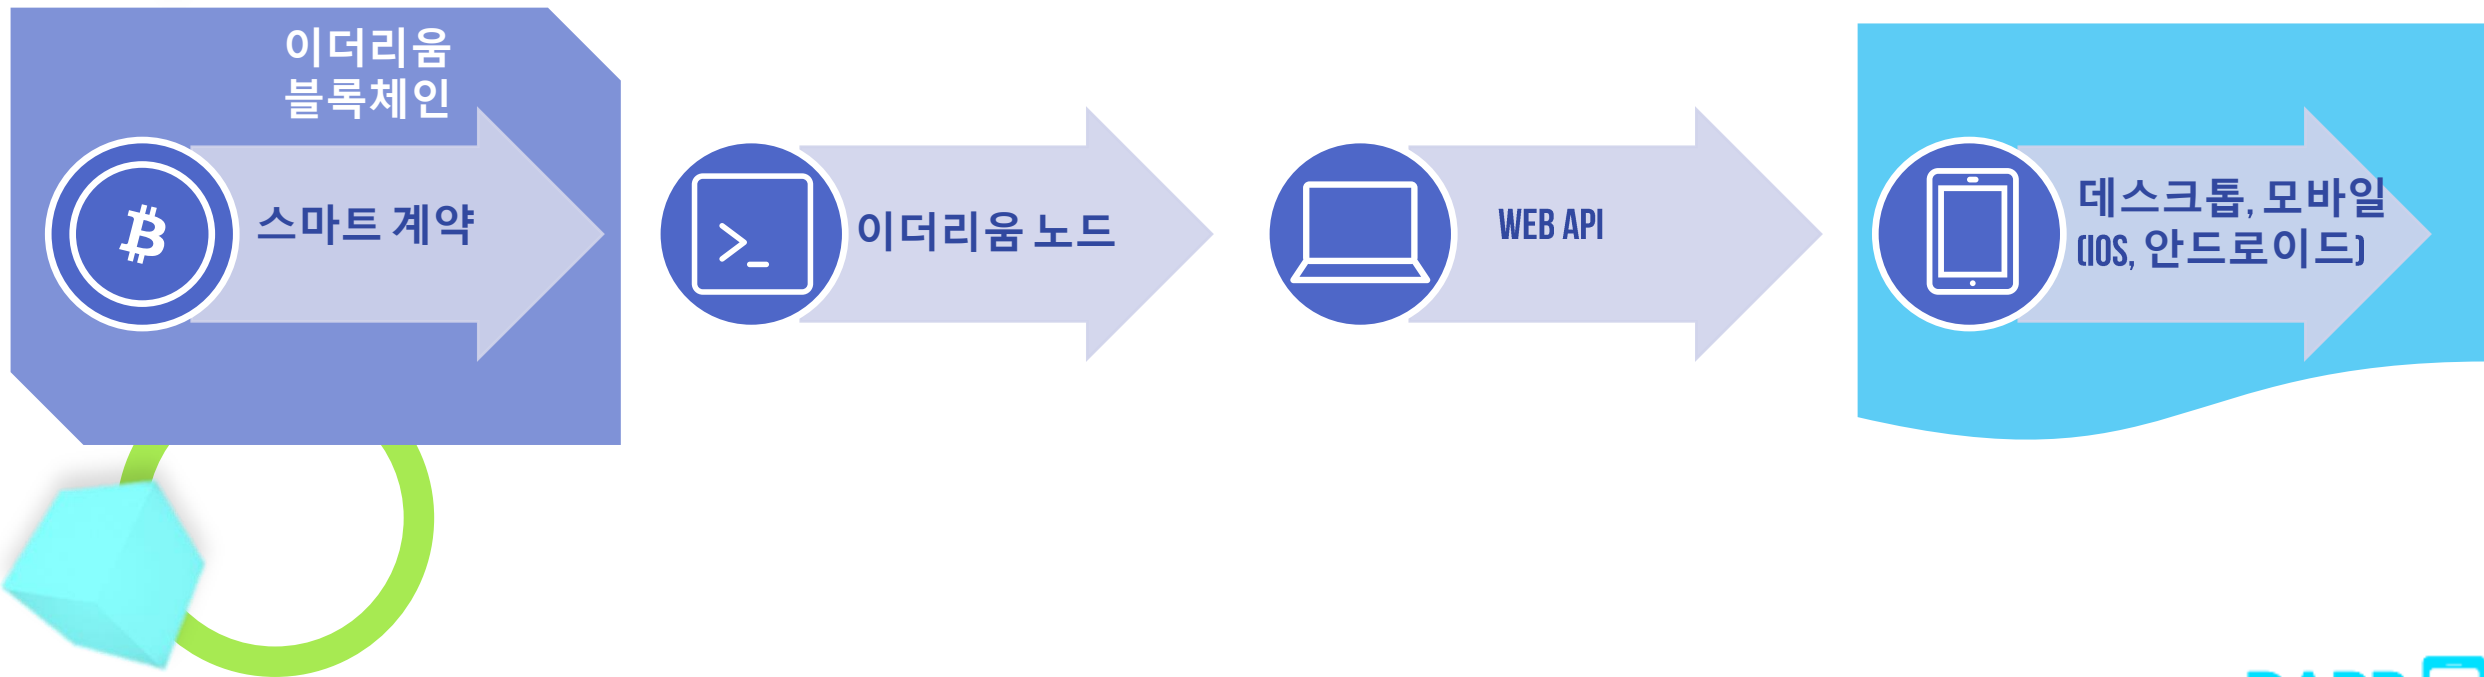 이더리움
블록체인
스마트 계약
이더리움 노드
WEB API
데스크톱, 모바일
(IOS, 안드로이드)